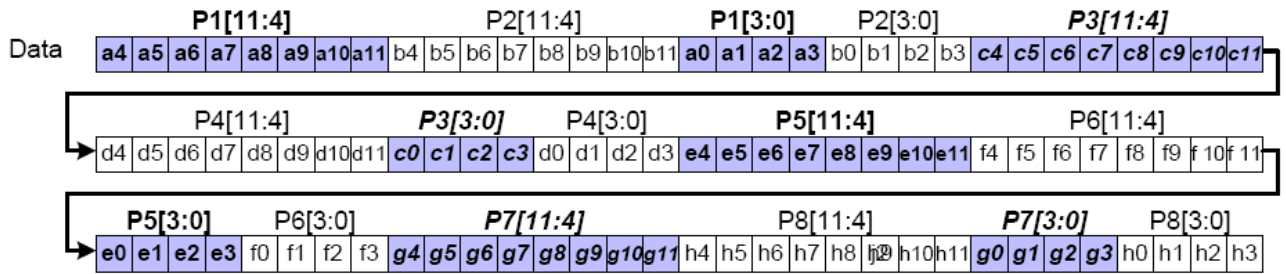 P1[11:4] P2[11:4] P1[3:0] P2[3:0] P3[11:4]
Data a4 a5 a6 a7 a8 a9 a10 a11 b4 b5 b6 b7 b8 b9 b10 b11 a0 a1 a2 a3 b0 b1 b2 b3 c4 c5 c6 c7 c8 c9 c10 c11
P4[11:4] P3[3:0] P4[3:0] P5[11:4] P6[11:4]
d4 d5 d6 d7 d8 d9 d10 d11 c0 c1 c2 c3 d0 d1 d2 d3 e4 e5 e6 e7 e8 e9 e10 e11 f4 f5 f6 f7 f8 f9 f 10 f 11
P5[3:0] P6[3:0] P7[11:4] P8[11:4] P7[3:0] P8[3:0]
e0 e1 e2 e3 f0 f1 f2 f3 g4 g5 g6 g7 g8 g9 g10 g11 h4 h5 h6 h7 h8 h10 h11 g0 g1 g2 g3 h0 h1 h2 h3